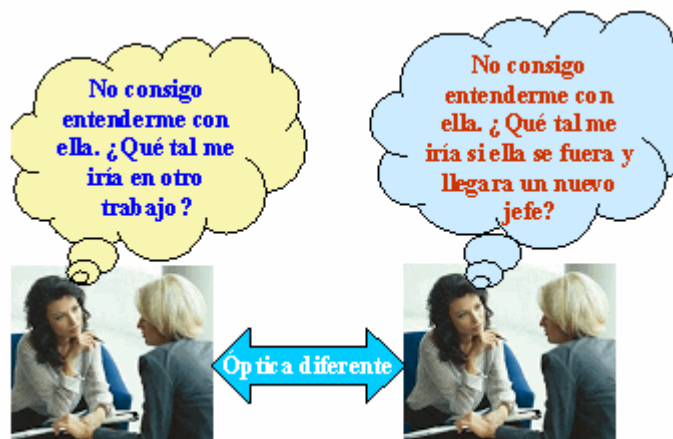 No consigo
entenderme con
ella. ¿Qué tal me
iría en otro
trabajo?
No consigo
entenderme con
ella. ¿Qué tal me
iría si ella se fuera y
llegara un nuevo
jefe?
Óptica diferente